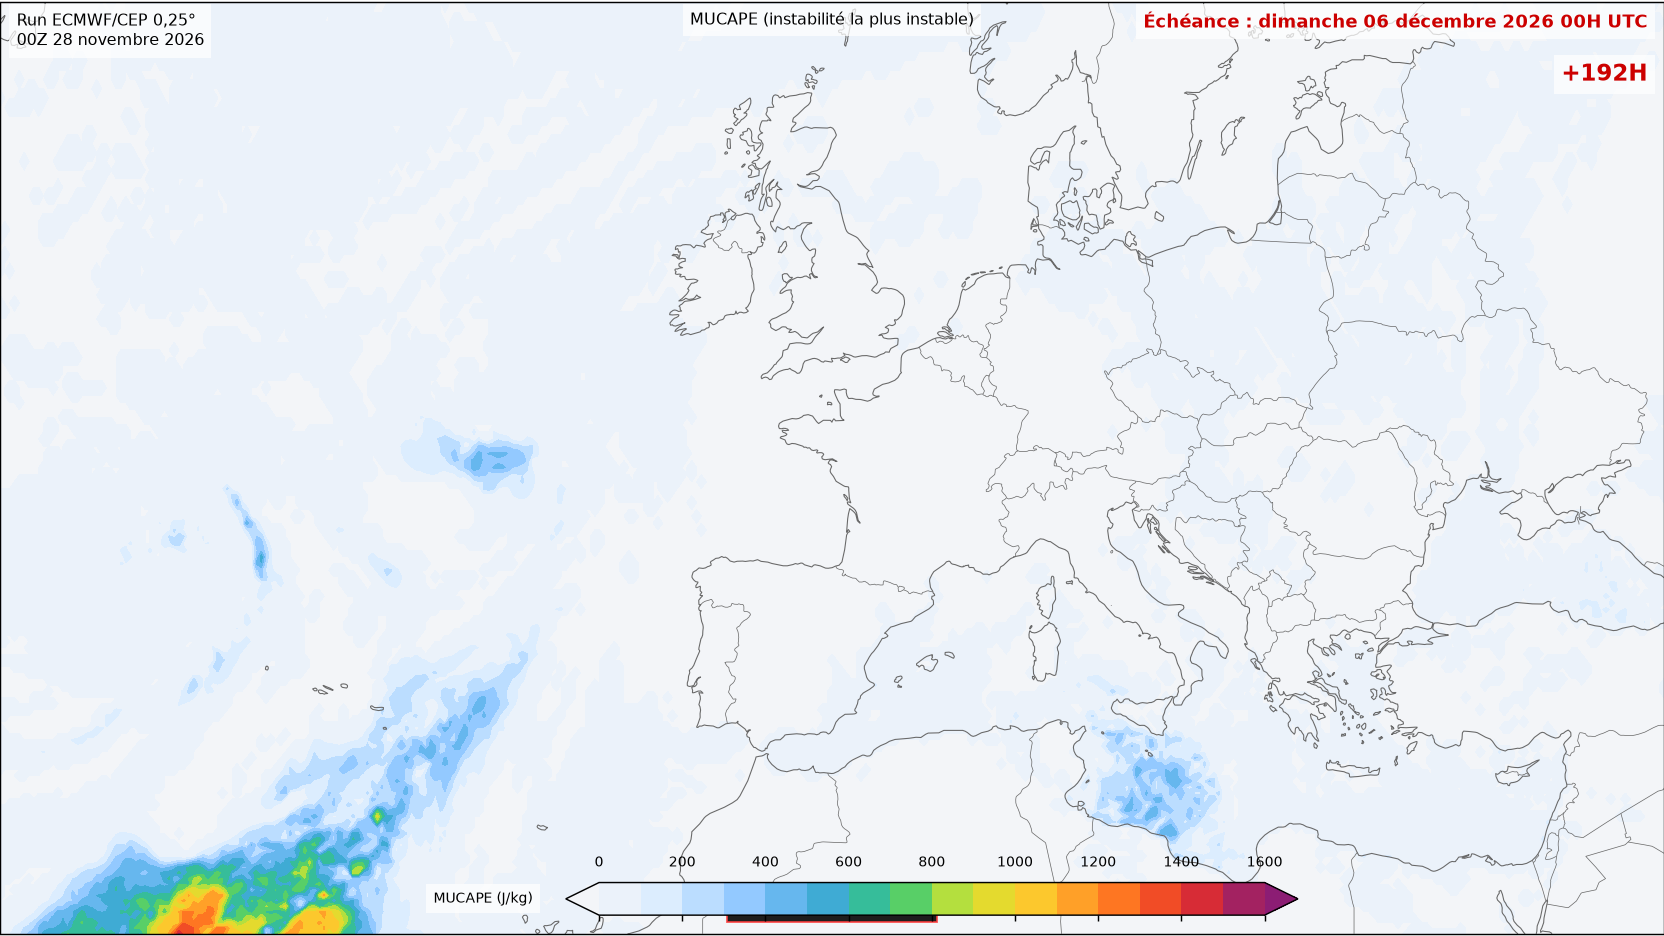 Run ECMWF/CEP 0,25°
00Z 28 novembre 2026
MUCAPE (instabilité la plus instable)
Échéance : dimanche 06 décembre 2026 00H UTC
+192H
0 200 400 600 800 1000 1200 1400 1600
MUCAPE (J/kg)